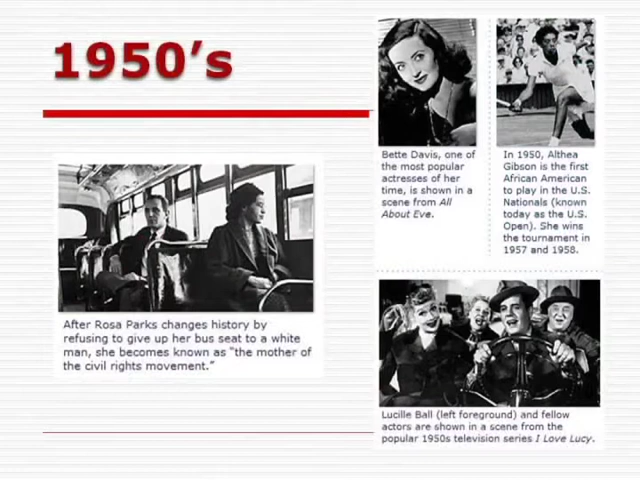 1950’s
Bette Davis, one of
the most popular
actresses of her
time, is shown in a
scene from All
About Eve.
In 1950, Althea
Gibson is the first
African American
to play in the U.S.
Nationals (known
today as the U.S.
Open). She wins
the tournament in
1957 and 1958.
After Rosa Parks changes history by
refusing to give up her bus seat to a white
man, she becomes known as "the mother of
the civil rights movement."
Lucille Ball (left foreground) and fellow
actors are shown in a scene from the
popular 1950s television series I Love Lucy.